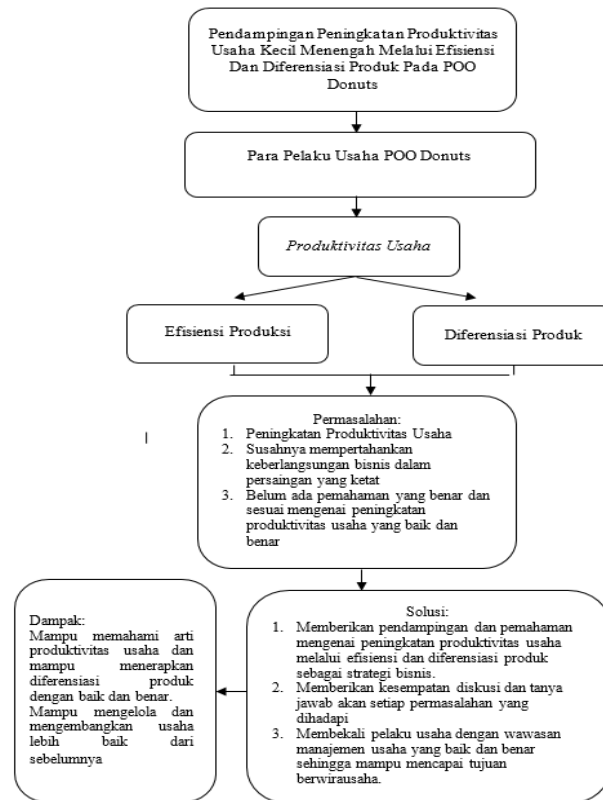 Pendampingan Peningkatan Produktivitas
Usaha Kecil Menengah Melalui Efisiensi
Dan Diferensiasi Produk Pada POO
Donuts
Para Pelaku Usaha POO Donuts
Produktivitas Usaha
Efisiensi Produksi
Diferensiasi Produk
Permasalahan:
1. Peningkatan Produktivitas Usaha
2. Susahnya mempertahankan
keberlangsungan bisnis dalam
persaingan yang ketat
3. Belum ada pemahaman yang benar dan
sesuai mengenai peningkatan
produktivitas usaha yang baik dan
benar
Solusi:
1. Memberikan pendampingan dan pemahaman
mengenai peningkatan produktivitas usaha
melalui efisiensi dan diferensiasi produk
sebagai strategi bisnis.
2. Memberikan kesempatan diskusi dan tanya
jawab akan setiap permasalahan yang
dihadapi
3. Membekali pelaku usaha dengan wawasan
manajemen usaha yang baik dan benar
sehingga mampu mencapai tujuan
berwirausaha.
Dampak:
Mampu memahami arti
produktivitas usaha dan
mampu menerapkan
diferensiasi produk
dengan baik dan benar.
Mampu mengelola dan
mengembangkan usaha
lebih baik dari
sebelumnya